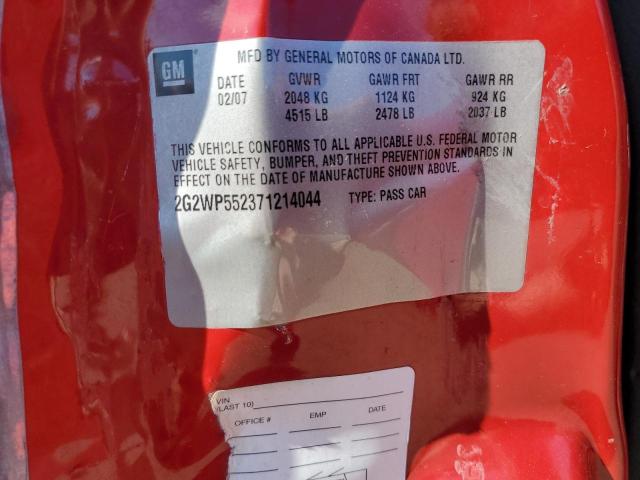 GM
MFD BY GENERAL MOTORS OF CANADA LTD.
DATE GVWR GAWR FRT GAWR RR
02/07 2048 KG 1124 KG 924 KG
4515 LB 2478 LB 2037 LB
THIS VEHICLE CONFORMS TO ALL APPLICABLE U.S. FEDERAL MOTOR
VEHICLE SAFETY, BUMPER, AND THEFT PREVENTION STANDARDS IN
EFFECT ON THE DATE OF MANUFACTURE SHOWN ABOVE.
2G2WP552371214044 TYPE: PASS CAR
VIN
(LAST 10)
OFFICE # EMP DATE